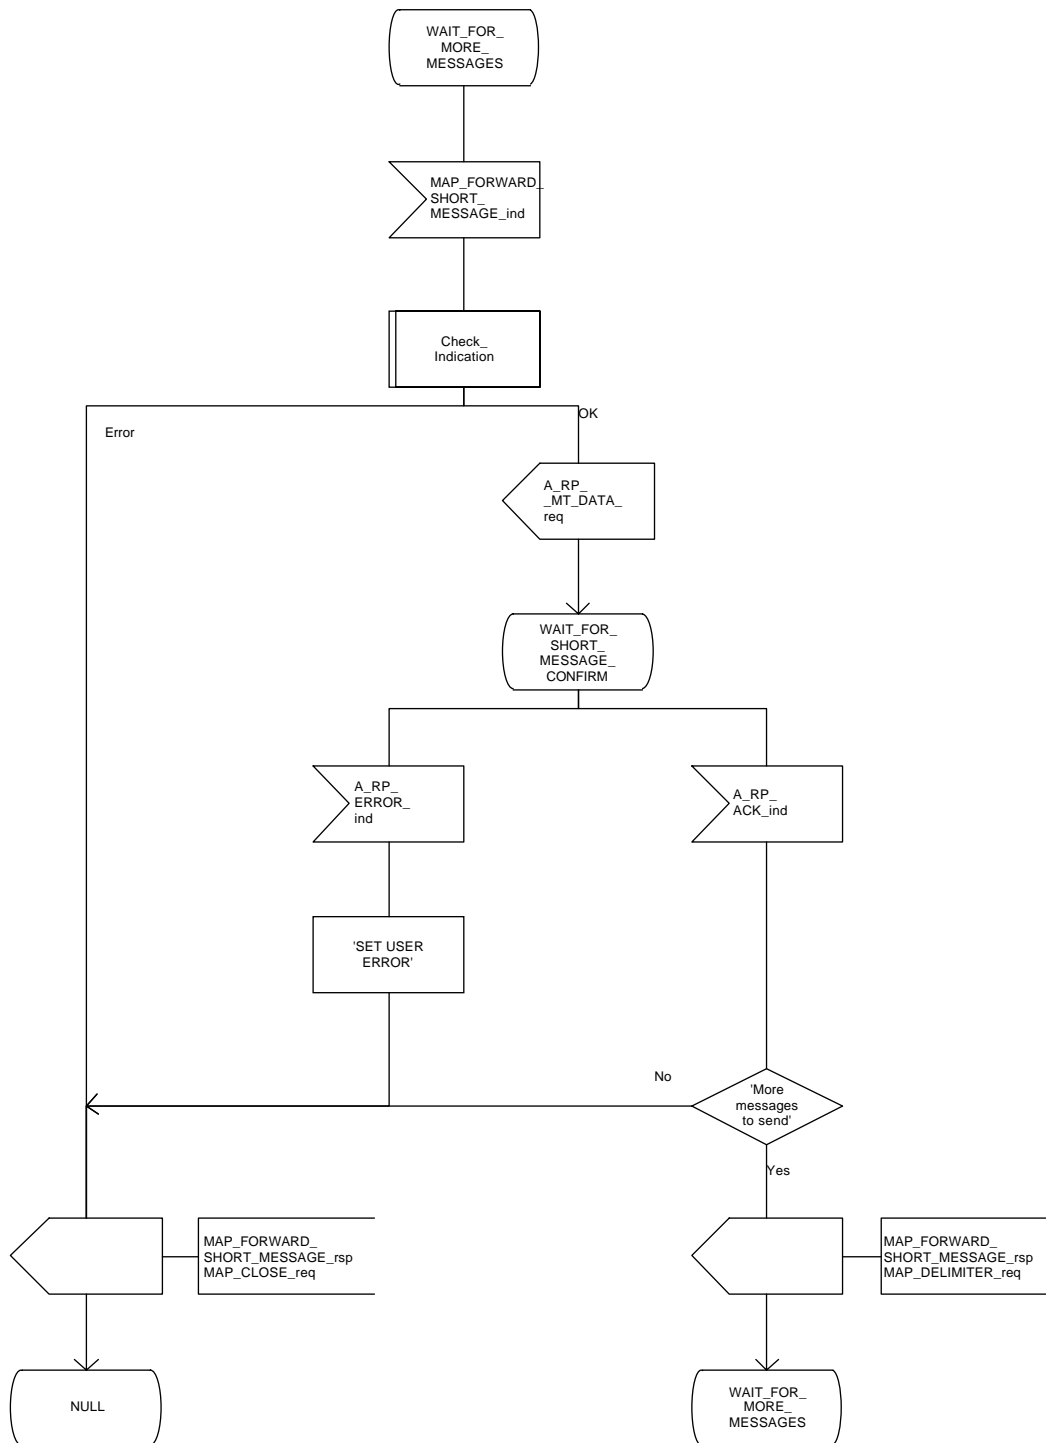 WAIT_FOR_
MORE_
MESSAGES
MAP_FORWARD_
SHORT_
MESSAGE_ind
Check_
Indication
OK
Error
A_RP_
_MT_DATA_
req
WAIT_FOR_
SHORT_
MESSAGE_
CONFIRM
A_RP_
ERROR_
ind
A_RP_
ACK_ind
'SET USER
ERROR'
No
'More
messages
to send'
Yes
MAP_FORWARD_
SHORT_MESSAGE_rsp
MAP_CLOSE_req
MAP_FORWARD_
SHORT_MESSAGE_rsp
MAP_DELIMITER_req
NULL
WAIT_FOR_
MORE_
MESSAGES